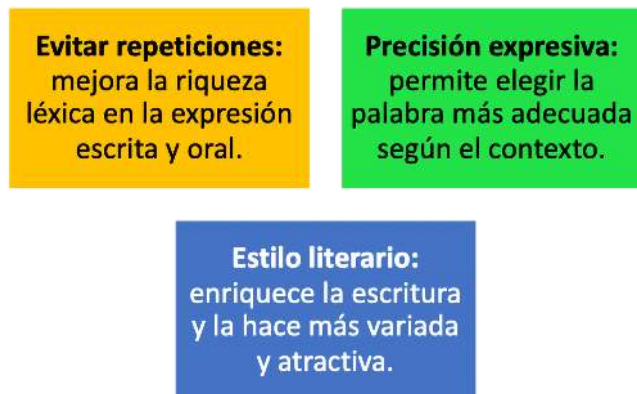 Evitar repeticiones:
mejora la riqueza
léxica en la expresión
escrita y oral.
Precisión expresiva:
permite elegir la
palabra más adecuada
según el contexto.
Estilo literario:
enriquece la escritura
y la hace más variada
y atractiva.